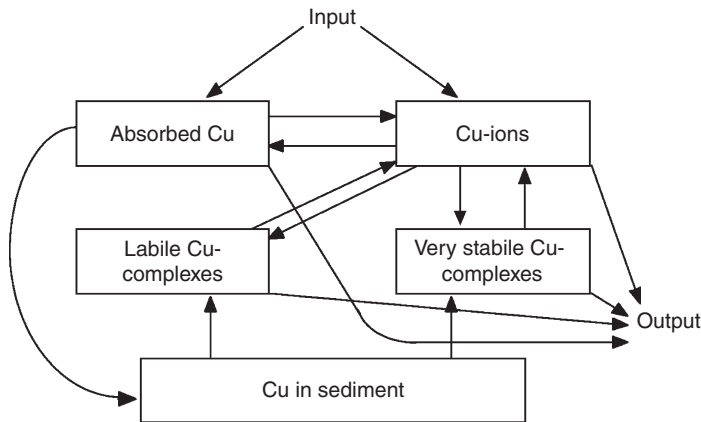 Input
Absorbed Cu
Cu-ions
Labile Cu-
complexes
Very stabile Cu-
complexes
Output
Cu in sediment